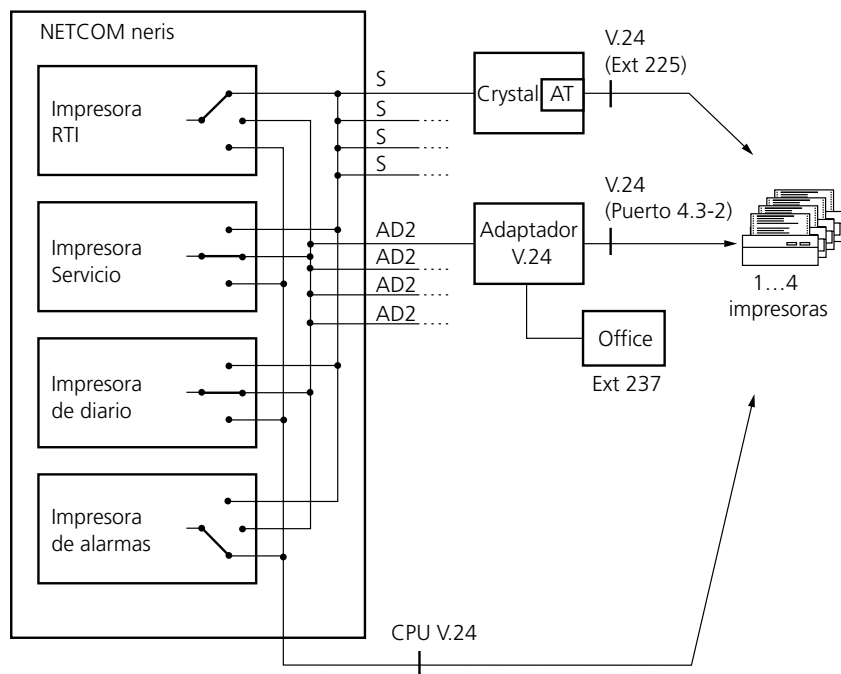 NETCOM neris
Impresora
RTI
Impresora
Servicio
Impresora
de diario
Impresora
de alarmas
S
S
S
S
AD2
AD2
AD2
AD2
Crystal
AT
V.24
(Ext 225)
Adaptador
V.24
V.24
(Puerto 4.3-2)
Office
Ext 237
1…4
impresoras
CPU V.24